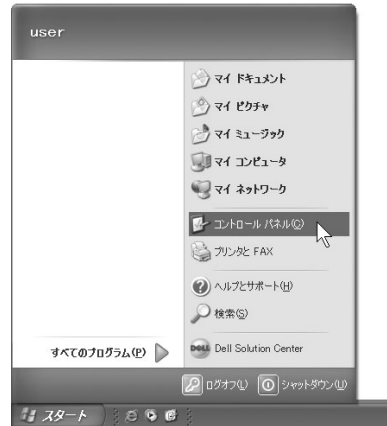 user
マイ ドキュメント
マイ ピクチャ
マイ ミュージック
マイ コンピュータ
マイ ネットワーク
コントロール パネル(C)
プリンタと FAX
ヘルプとサポート(H)
検索(S)
すべてのプログラム(P)
DELL Dell Solution Center
ログオフ(L) シャットダウン(U)
スタート